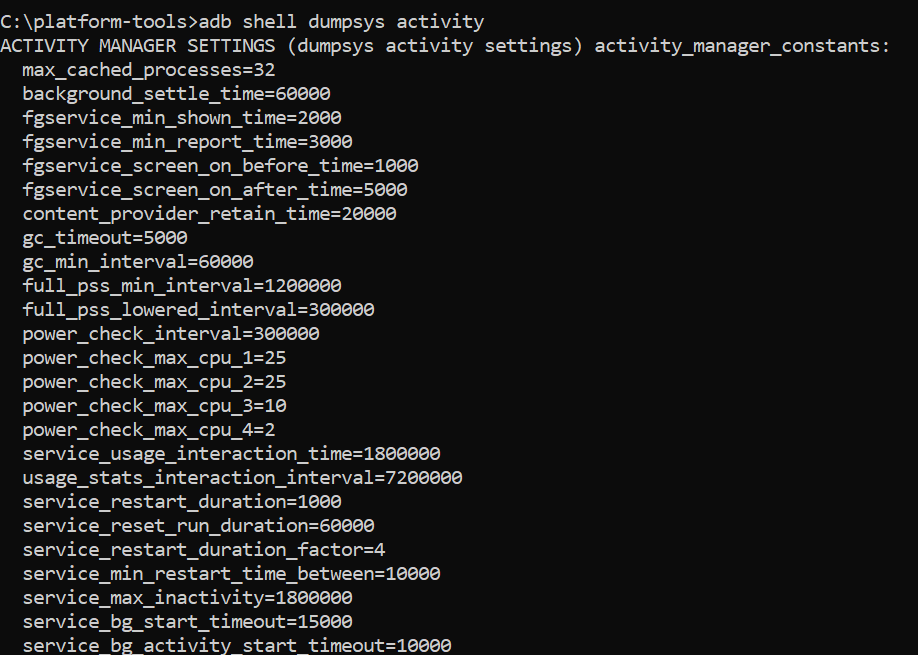 C:\platform-tools>adb shell dumpsys activity
ACTIVITY MANAGER SETTINGS (dumpsys activity settings) activity_manager_constants:
  max_cached_processes=32
  background_settle_time=60000
  fgservice_min_shown_time=2000
  fgservice_min_report_time=3000
  fgservice_screen_on_before_time=1000
  fgservice_screen_on_after_time=5000
  content_provider_retain_time=20000
  gc_timeout=5000
  gc_min_interval=60000
  full_pss_min_interval=1200000
  full_pss_lowered_interval=300000
  power_check_interval=300000
  power_check_max_cpu_1=25
  power_check_max_cpu_2=25
  power_check_max_cpu_3=10
  power_check_max_cpu_4=2
  service_usage_interaction_time=1800000
  usage_stats_interaction_interval=7200000
  service_restart_duration=1000
  service_reset_run_duration=60000
  service_restart_duration_factor=4
  service_min_restart_time_between=10000
  service_max_inactivity=1800000
  service_bg_start_timeout=15000
  service_bg_activity_start_timeout=10000